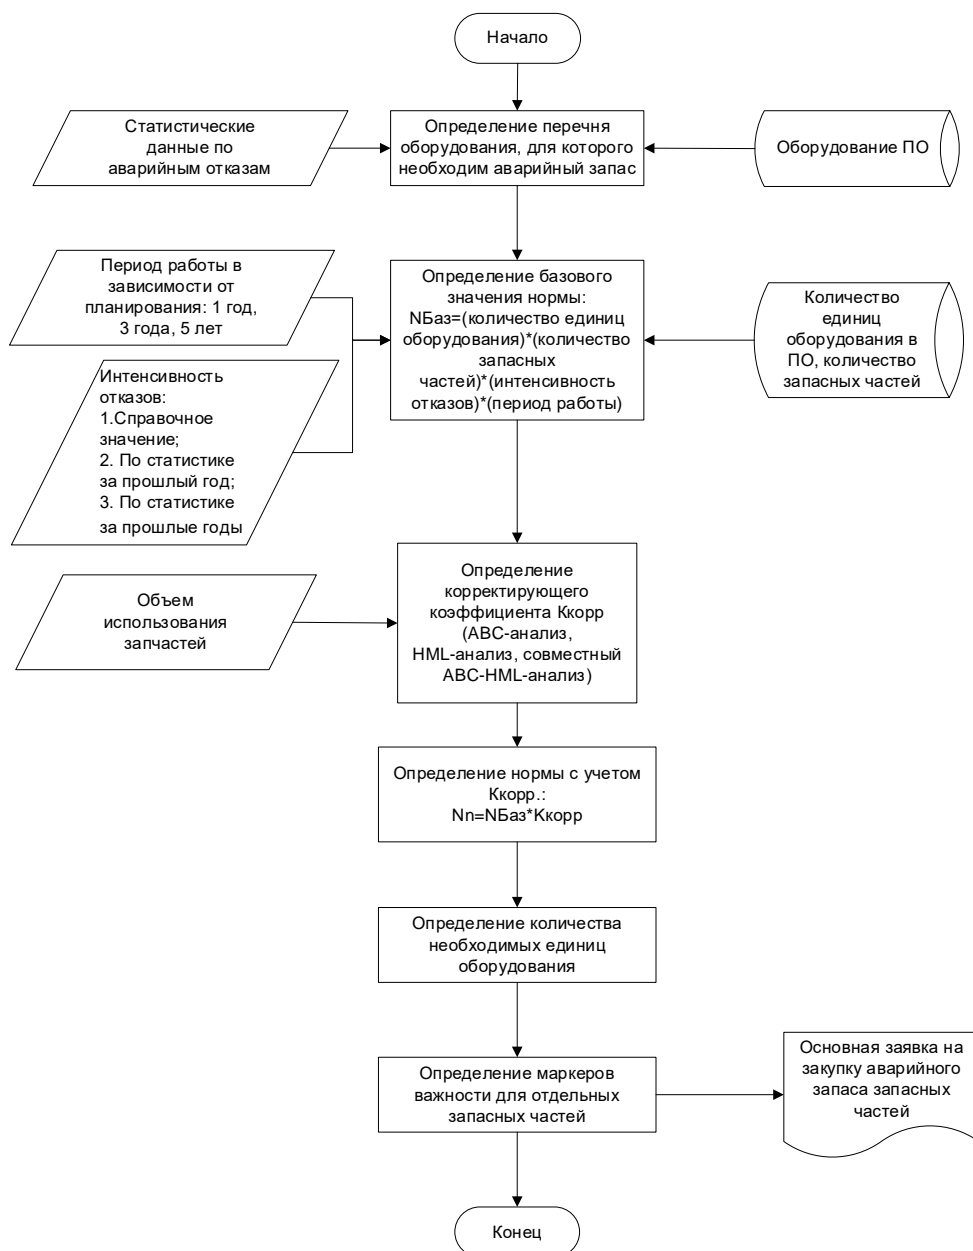 Начало
Статистические
данные по
аварийным отказам
Определение перечня
оборудования, для которого
необходим аварийный запас
Оборудование ПО
Период работы в
зависимости от
планирования: 1 год,
3 года, 5 лет
Определение базового
значения нормы:
NБаз=(количество единиц
оборудования)*(количество
запасных
частей)*(интенсивность
отказов)*(период работы)
Количество
единиц
оборудования в
ПО, количество
запасных частей
Интенсивность
отказов:
1.Справочное
значение;
2. По статистике
за прошлый год;
3. По статистике
за прошлые годы
Объем
использования
запчастей
Определение
корректирующего
коэффициента Ккорр
(АВС-анализ,
HML-анализ, совместный
ABC-HML-анализ)
Определение нормы с учетом
Ккорр.:
Nn=NБаз*Kкорр
Определение количества
необходимых единиц
оборудования
Определение маркеров
важности для отдельных
запасных частей
Основная заявка на
закупку аварийного
запаса запасных
частей
Конец